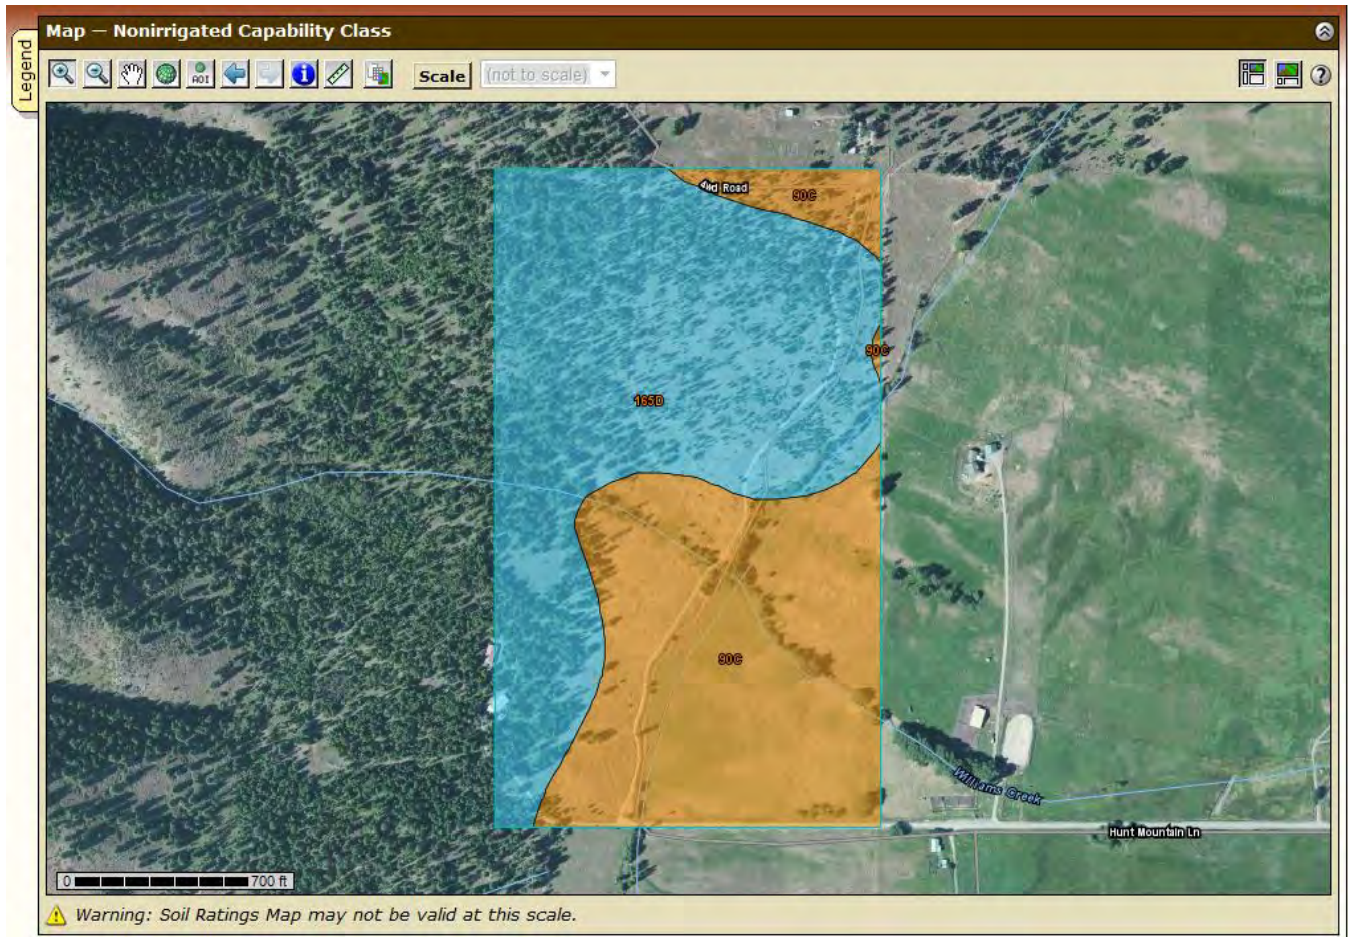 Map — Nonirrigated Capability Class
Legend
AOI
Scale (not to scale)
?
4wd Road
90C
90C
165D
90C
Williams Creek
Hunt Mountain Ln
0 700 ft
Warning: Soil Ratings Map may not be valid at this scale.